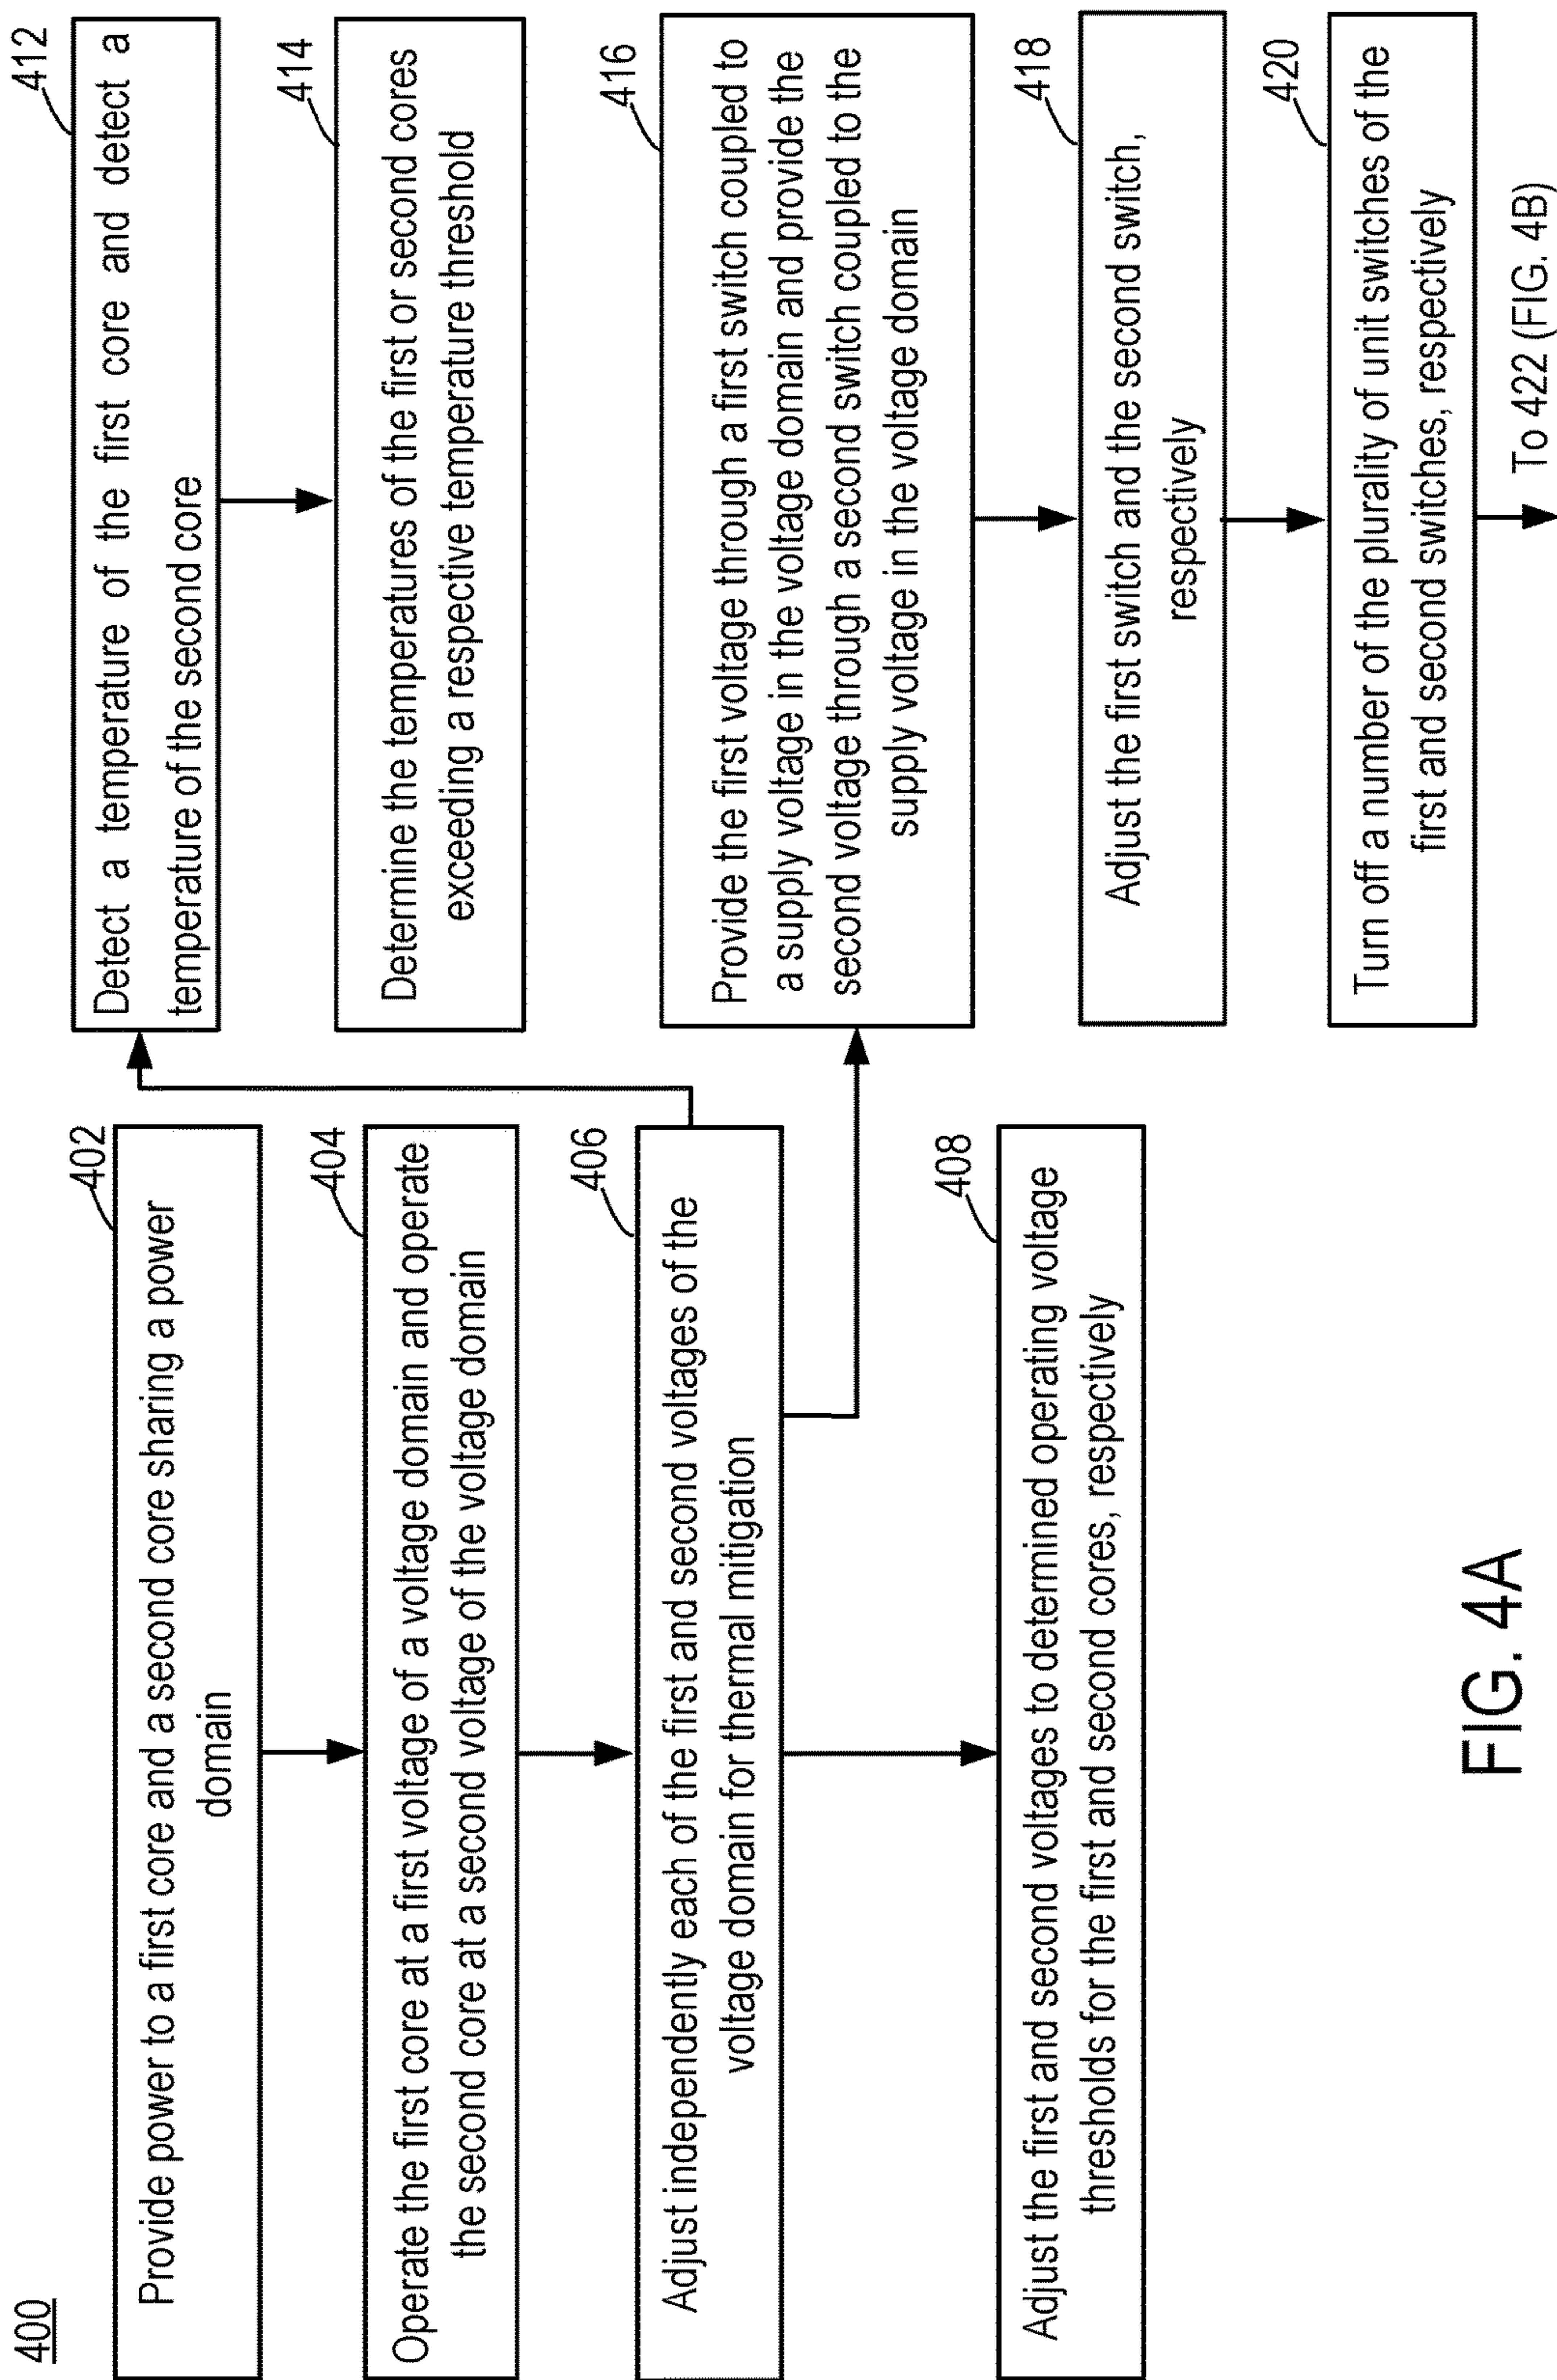 400
402
Provide power to a first core and a second core sharing a power
domain
404
Operate the first core at a first voltage of a voltage domain and operate
the second core at a second voltage of the voltage domain
406
Adjust independently each of the first and second voltages of the
voltage domain for thermal mitigation
408
Adjust the first and second voltages to determined operating voltage
thresholds for the first and second cores, respectively
412
Detect a temperature of the first core and detect a
temperature of the second core
414
Determine the temperatures of the first or second cores
exceeding a respective temperature threshold
416
Provide the first voltage through a first switch coupled to
a supply voltage in the voltage domain and provide the
second voltage through a second switch coupled to the
supply voltage in the voltage domain
418
Adjust the first switch and the second switch,
respectively
420
Turn off a number of the plurality of unit switches of the
first and second switches, respectively
To 422 (FIG. 4B)
FIG. 4A